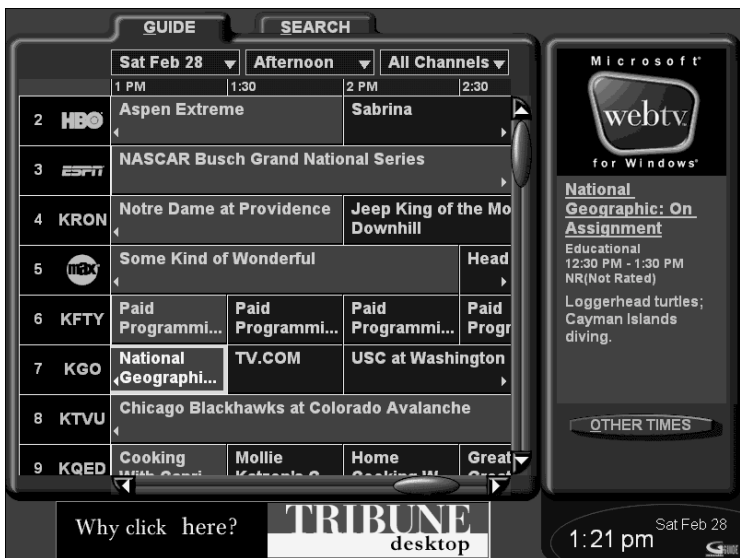 GUIDE
SEARCH
Sat Feb 28
Afternoon
All Channels
1 PM
1:30
2 PM
2:30
2 HBO
Aspen Extreme
Sabrina
3 ESPN
NASCAR Busch Grand National Series
4 KRON
Notre Dame at Providence
Jeep King of the Mo
Downhill
5 max
Some Kind of Wonderful
Head
6 KFTY
Paid
Programmi...
Paid
Programmi...
Paid
Programmi...
Paid
Progr
7 KGO
National
Geographi...
TV.COM
USC at Washington
8 KTVU
Chicago Blackhawks at Colorado Avalanche
9 KQED
Cooking
Mollie
Home
Great
Microsoft
webtv
for Windows
National
Geographic: On
Assignment
Educational
12:30 PM - 1:30 PM
NR(Not Rated)
Loggerhead turtles;
Cayman Islands
diving.
OTHER TIMES
Why click here?
TRIBUNE
desktop
1:21 pm
Sat Feb 28
GUIDE